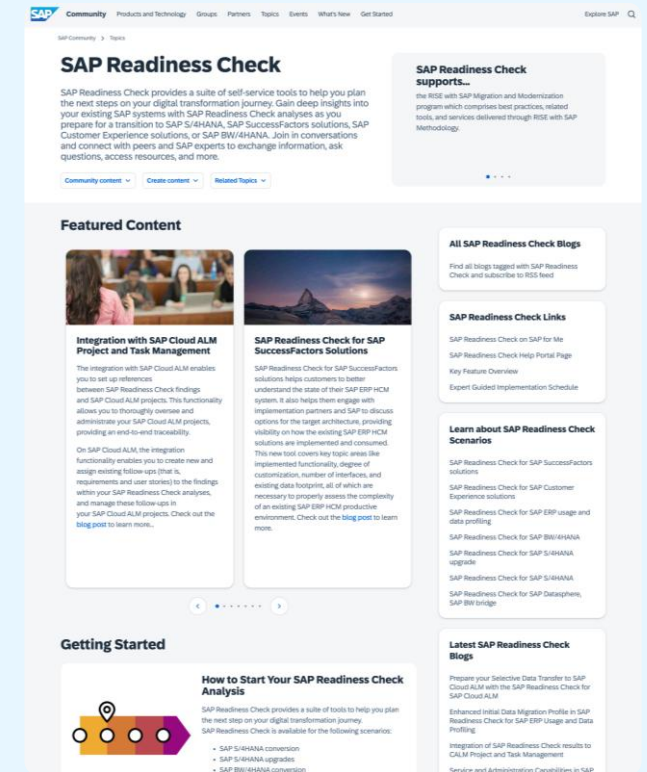 SAP Community Products and Technology Groups Partners Topics Events What's New Get Started Explore SAP
SAP Community > Topics
SAP Readiness Check
SAP Readiness Check provides a suite of self-service tools to help you plan
the next steps on your digital transformation journey. Gain deep insights into
your existing SAP systems with SAP Readiness Check analyses as you
prepare for a transition to SAP S/4HANA, SAP SuccessFactors solutions, SAP
Customer Experience solutions, or SAP BW/4HANA. Join in conversations
and connect with peers and SAP experts to exchange information, ask
questions, access resources, and more.
Community content
Create content
Related Topics
SAP Readiness Check
supports...
the RISE with SAP Migration and Modernization
program which comprises best practices, related
tools, and services delivered through RISE with SAP
Methodology.
Featured Content
Integration with SAP Cloud ALM
Project and Task Management
The integration with SAP Cloud ALM enables
you to set up references
between SAP Readiness Check findings
and SAP Cloud ALM projects. This functionality
allows you to thoroughly oversee and
administrate your SAP Cloud ALM projects,
providing an end-to-end traceability.
On SAP Cloud ALM, the integration
functionality enables you to create new and
assign existing follow-ups (that is,
requirements and user stories) to the findings
within your SAP Readiness Check analyses,
and manage these follow-ups in
your SAP Cloud ALM projects. Check out the
blog post to learn more...
SAP Readiness Check for SAP
SuccessFactors Solutions
SAP Readiness Check for SAP SuccessFactors
solutions helps customers to better
understand the state of their SAP ERP HCM
system. It also helps them engage with
implementation partners and SAP to discuss
options for the target architecture, providing
visibility on how the existing SAP ERP HCM
solutions are implemented and consumed.
This new tool covers key topic areas like
implemented functionality, degree of
customization, number of interfaces, and
existing data footprint, all of which are
necessary to properly assess the complexity
of an existing SAP ERP HCM productive
environment. Check out the blog post to learn
more.
All SAP Readiness Check Blogs
Find all blogs tagged with SAP Readiness
Check and subscribe to RSS feed
SAP Readiness Check Links
SAP Readiness Check on SAP for Me
SAP Readiness Check Help Portal Page
Key Feature Overview
Expert Guided Implementation Schedule
Learn about SAP Readiness Check
Scenarios
SAP Readiness Check for SAP SuccessFactors
solutions
SAP Readiness Check for SAP Customer
Experience solutions
SAP Readiness Check for SAP ERP usage and
data profiling
SAP Readiness Check for SAP BW/4HANA
SAP Readiness Check for SAP S/4HANA
upgrade
SAP Readiness Check for SAP S/4HANA
SAP Readiness Check for SAP Datasphere,
SAP BW bridge
Getting Started
How to Start Your SAP Readiness Check
Analysis
SAP Readiness Check provides a suite of tools to help you plan
the next step on your digital transformation journey.
SAP Readiness Check is available for the following scenarios:
• SAP S/4HANA conversion
• SAP S/4HANA upgrades
• SAP BW/4HANA conversion
Latest SAP Readiness Check
Blogs
Prepare your Selective Data Transfer to SAP
Cloud ALM with the SAP Readiness Check for
SAP Cloud ALM
Enhanced Initial Data Migration Profile in SAP
Readiness Check for SAP ERP Usage and Data
Profiling
Integration of SAP Readiness Check results to
CALM Project and Task Management
Service and Administration Capabilities in SAP